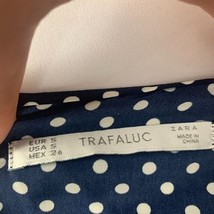 EUR S
USA S
MEX 26
TRAFALUC
ZARA
MADE IN
CHINA